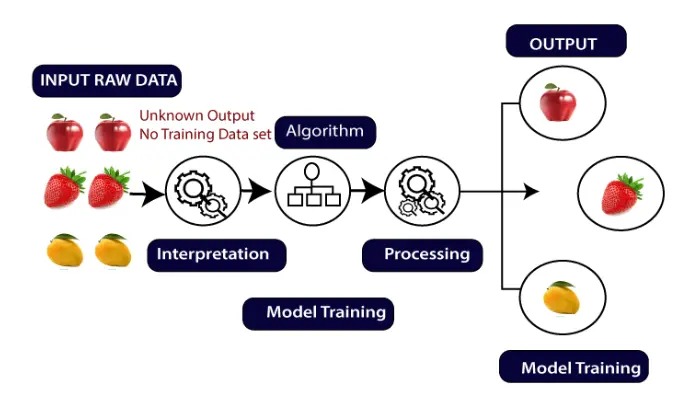 OUTPUT
INPUT RAW DATA
Unknown Output
No Training Data set
Algorithm
Interpretation
Processing
Model Training
Model Training